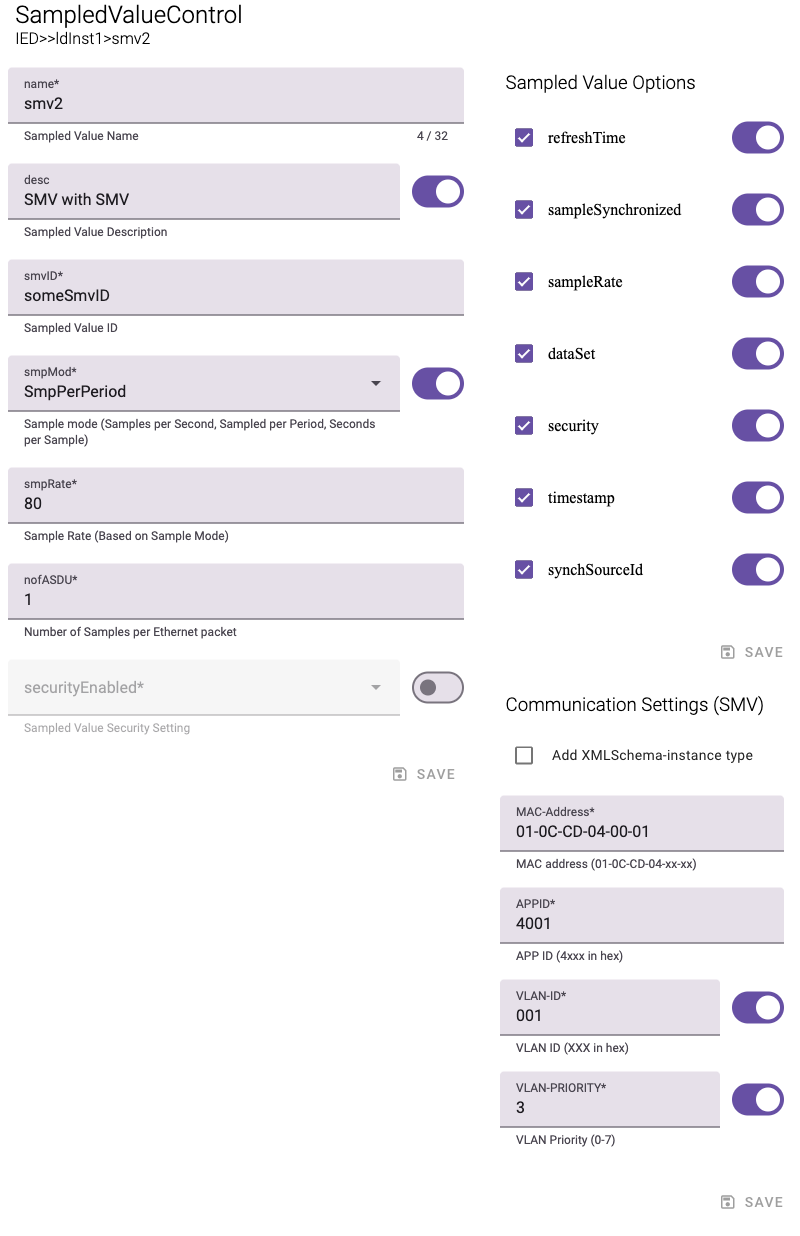 SampledValueControl
IED>>ldInst1>smv2
name*
smv2
Sampled Value Name
4 / 32
desc
SMV with SMV
Sampled Value Description
smvID*
someSmvID
Sampled Value ID
smpMod*
SmpPerPeriod
Sample mode (Samples per Second, Sampled per Period, Seconds
per Sample)
smpRate*
80
Sample Rate (Based on Sample Mode)
nofASDU*
1
Number of Samples per Ethernet packet
securityEnabled*
Sampled Value Security Setting
SAVE
Sampled Value Options
refreshTime
sampleSynchronized
sampleRate
dataSet
security
timestamp
synchSourceId
SAVE
Communication Settings (SMV)
Add XMLSchema-instance type
MAC-Address*
01-0C-CD-04-00-01
MAC address (01-0C-CD-04-xx-xx)
APPID*
4001
APP ID (4xxx in hex)
VLAN-ID*
001
VLAN ID (XXX in hex)
VLAN-PRIORITY*
3
VLAN Priority (0-7)
SAVE